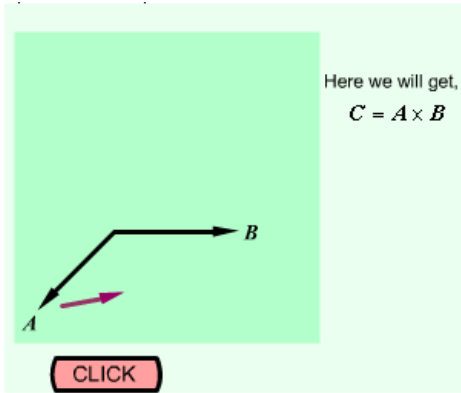 Here we will get,
C = A × B
B
A
CLICK